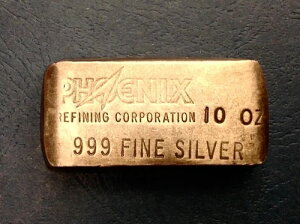 PHOENIX
REFINING CORPORATION 10 OZ
999 FINE SILVER